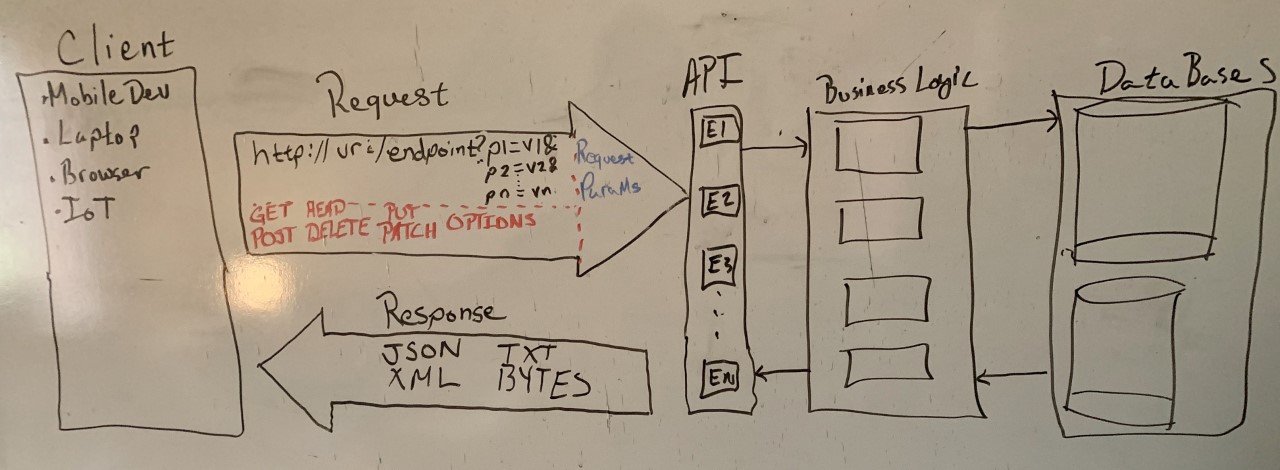 Client
• Mobile Dev
• Laptop
• Browser
• IoT
Request
http://uri/endpoint?p1=v1&
p2=v2&
pn=vn
Request
Params
GET HEAD PUT
POST DELETE PATCH OPTIONS
Response
JSON TXT
XML BYTES
API
E1
E2
E3
En
Business Logic
DataBases